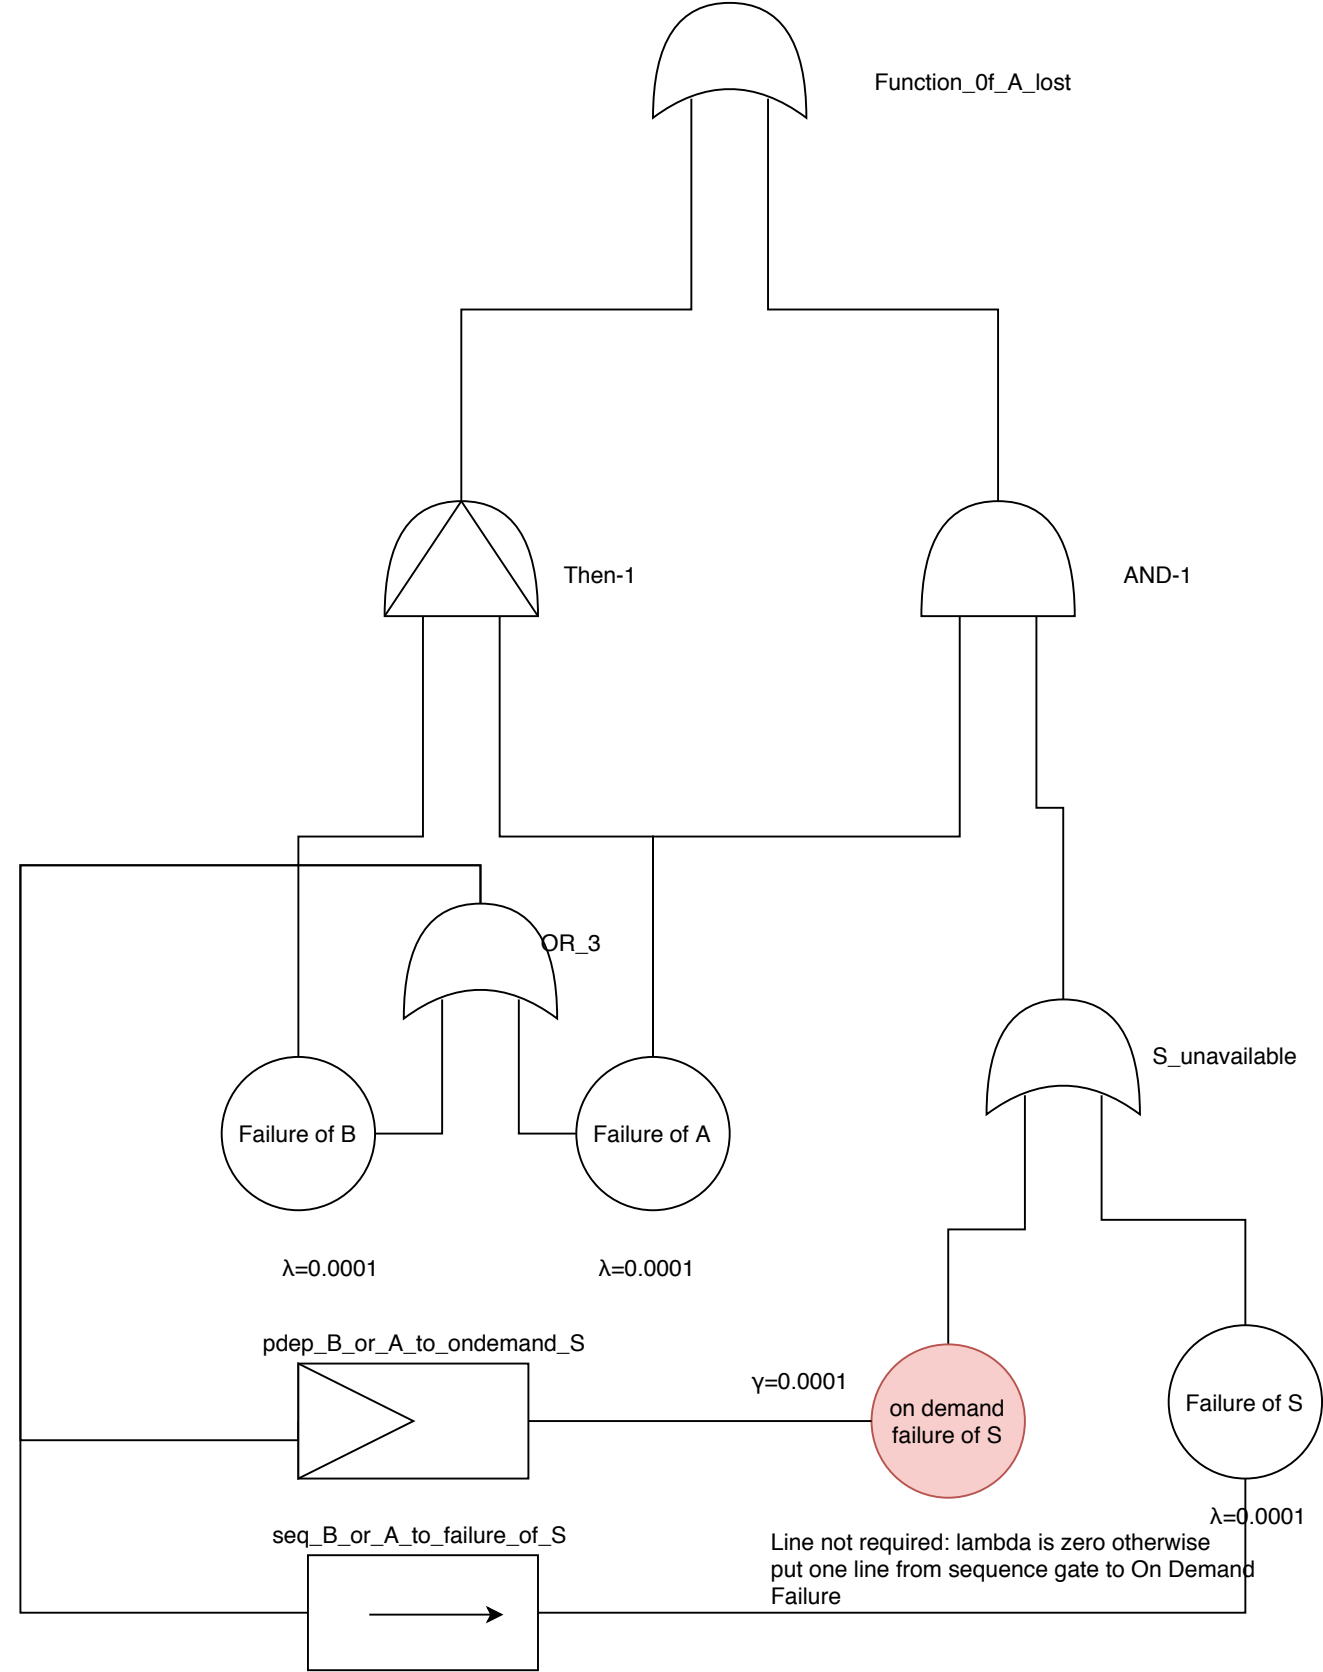 Function_0f_A_lost
Then-1
AND-1
OR_3
S_unavailable
Failure of B
Failure of A
λ=0.0001
λ=0.0001
pdep_B_or_A_to_ondemand_S
γ=0.0001
on demand
failure of S
Failure of S
λ=0.0001
seq_B_or_A_to_failure_of_S
Line not required: lambda is zero otherwise
put one line from sequence gate to On Demand
Failure